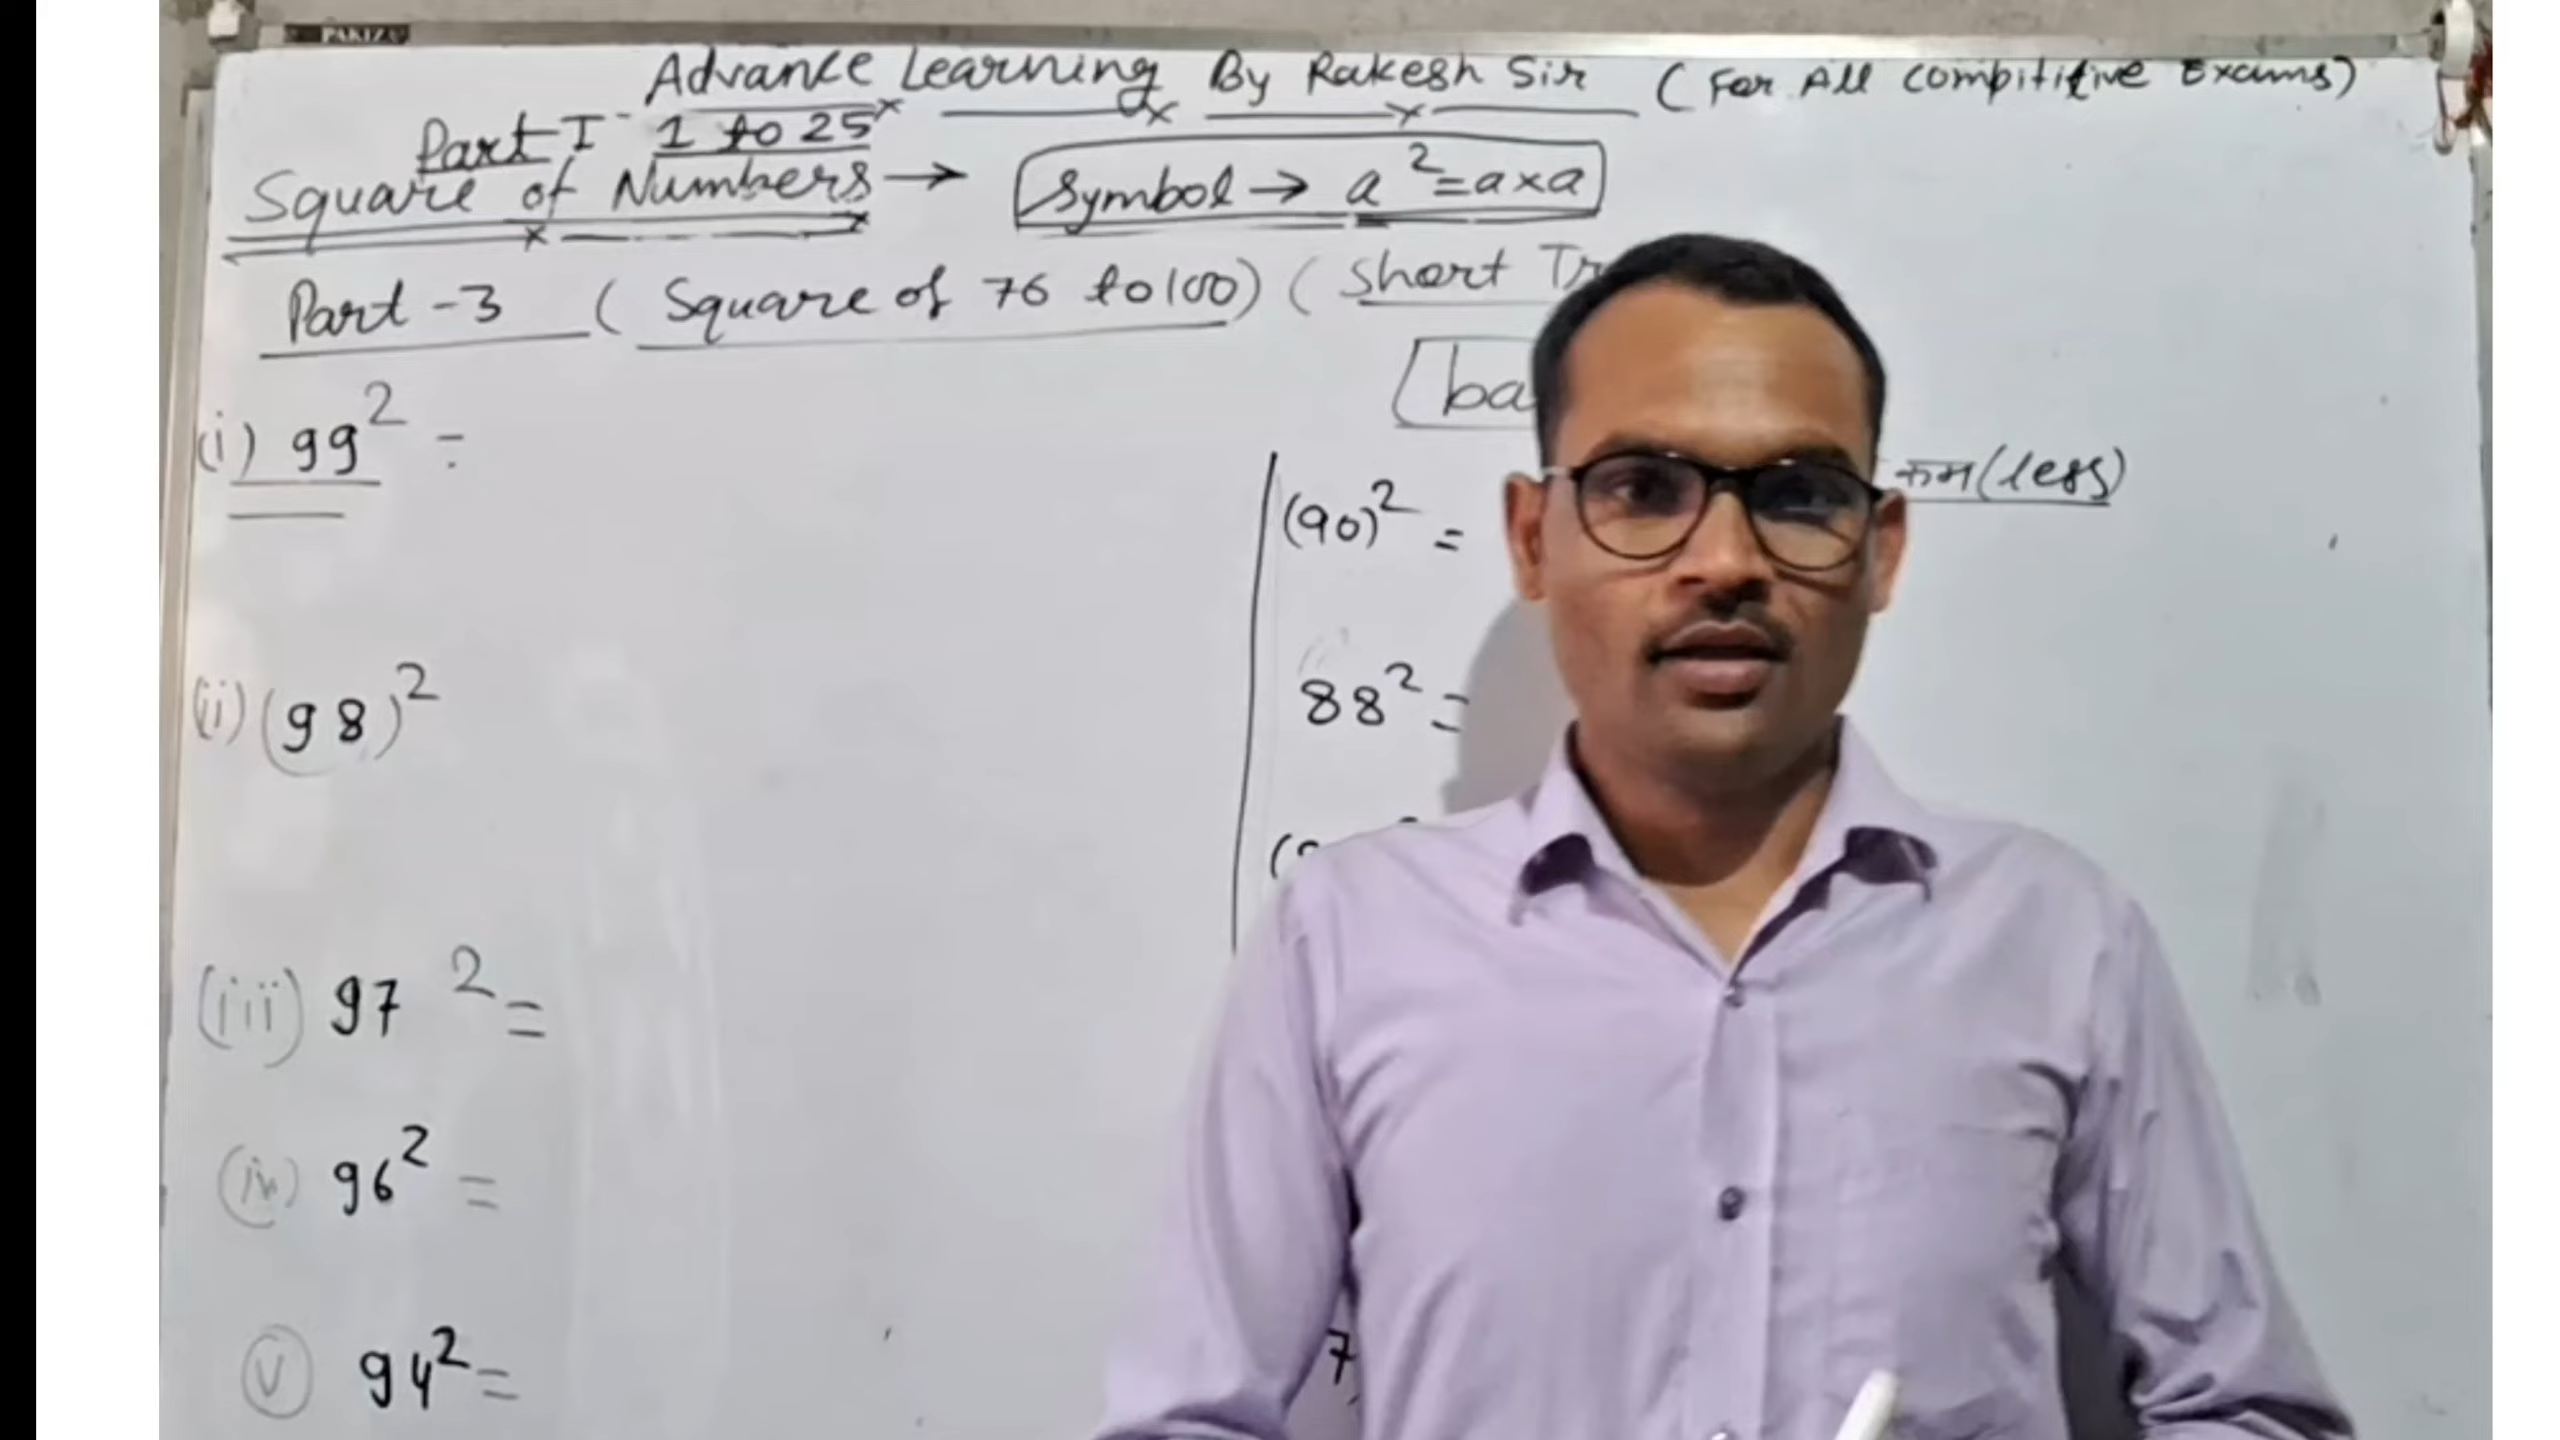 PAKIZA
Advance Learning By Rakesh Sir (For All Compititive Exams)
Part I 1 to 25
Square of Numbers → Symbol → a² = a×a
Part-3 (Square of 76 to 100) (Short
(i) 99² =
कम (less)
(90)² =
(ii) (98)²
88² =
(iii) 97² =
(iv) 96² =
(v) 94² =
7